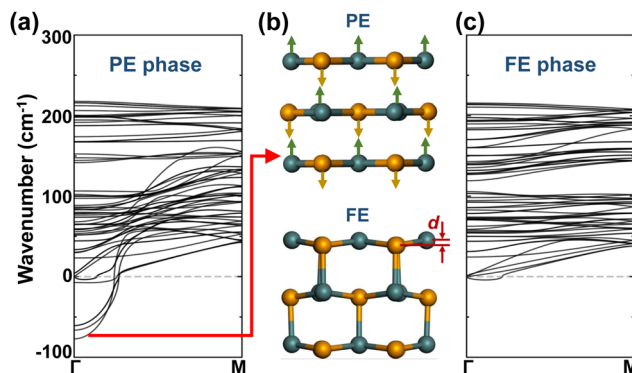 (a)
(b)
(c)
PE
300
PE phase
FE phase
200
100
0
-100
Wavenumber (cm⁻¹)
FE
d
Γ
M
Γ
M